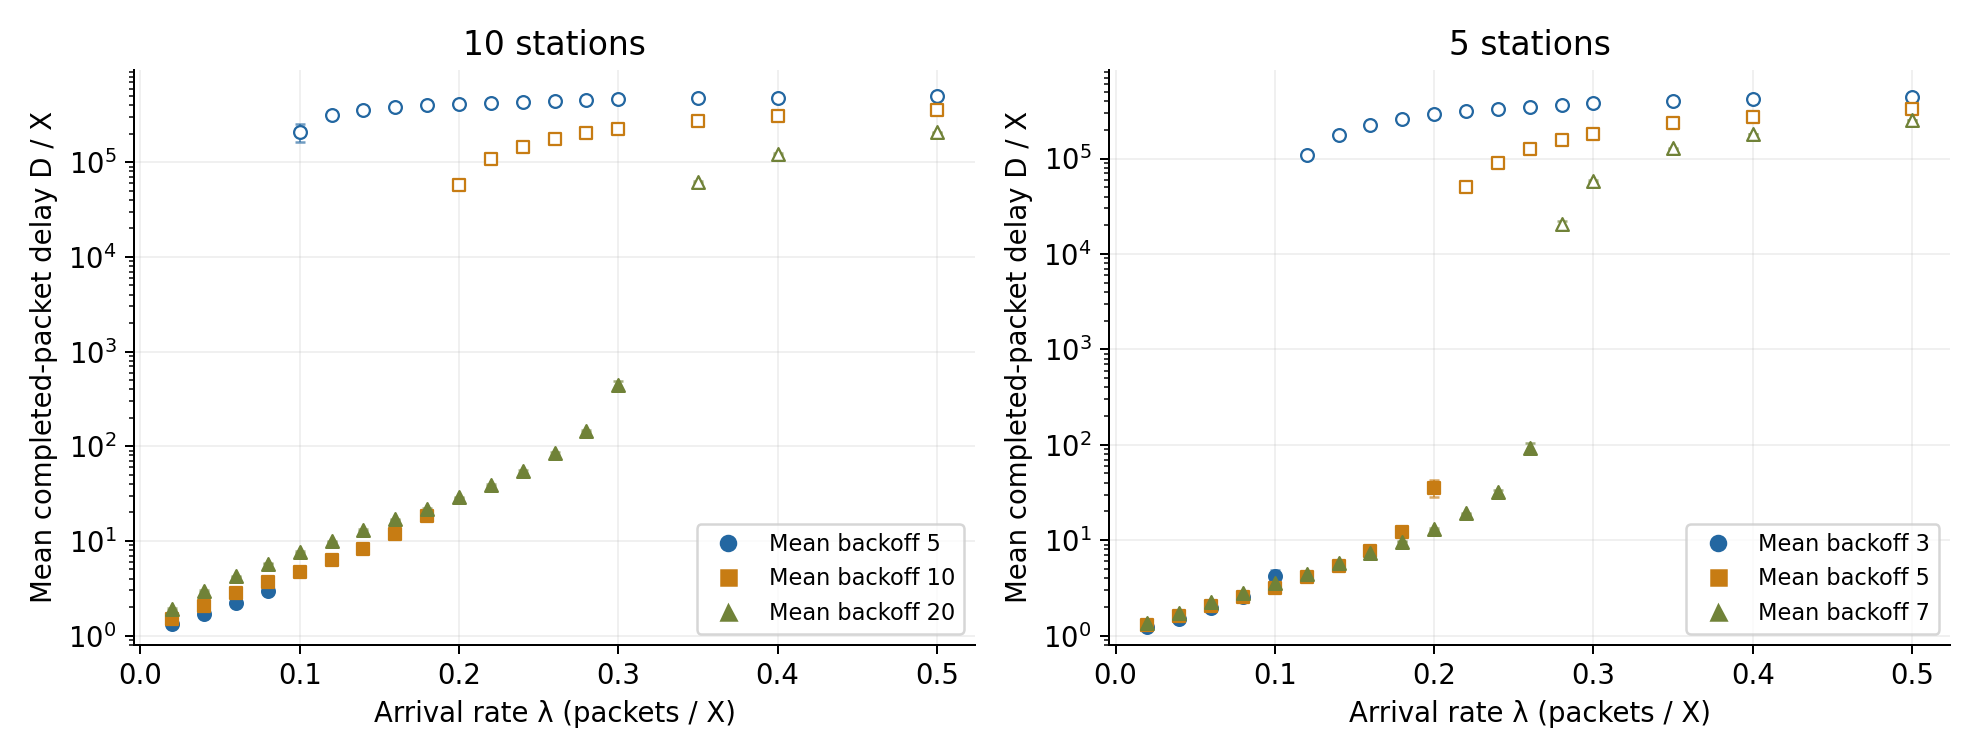 10 stations
Mean completed-packet delay D / X
10⁵
10⁴
10³
10²
10¹
10⁰
0.0 0.1 0.2 0.3 0.4 0.5
Arrival rate λ (packets / X)
Mean backoff 5
Mean backoff 10
Mean backoff 20
5 stations
Mean completed-packet delay D / X
10⁵
10⁴
10³
10²
10¹
10⁰
0.0 0.1 0.2 0.3 0.4 0.5
Arrival rate λ (packets / X)
Mean backoff 3
Mean backoff 5
Mean backoff 7